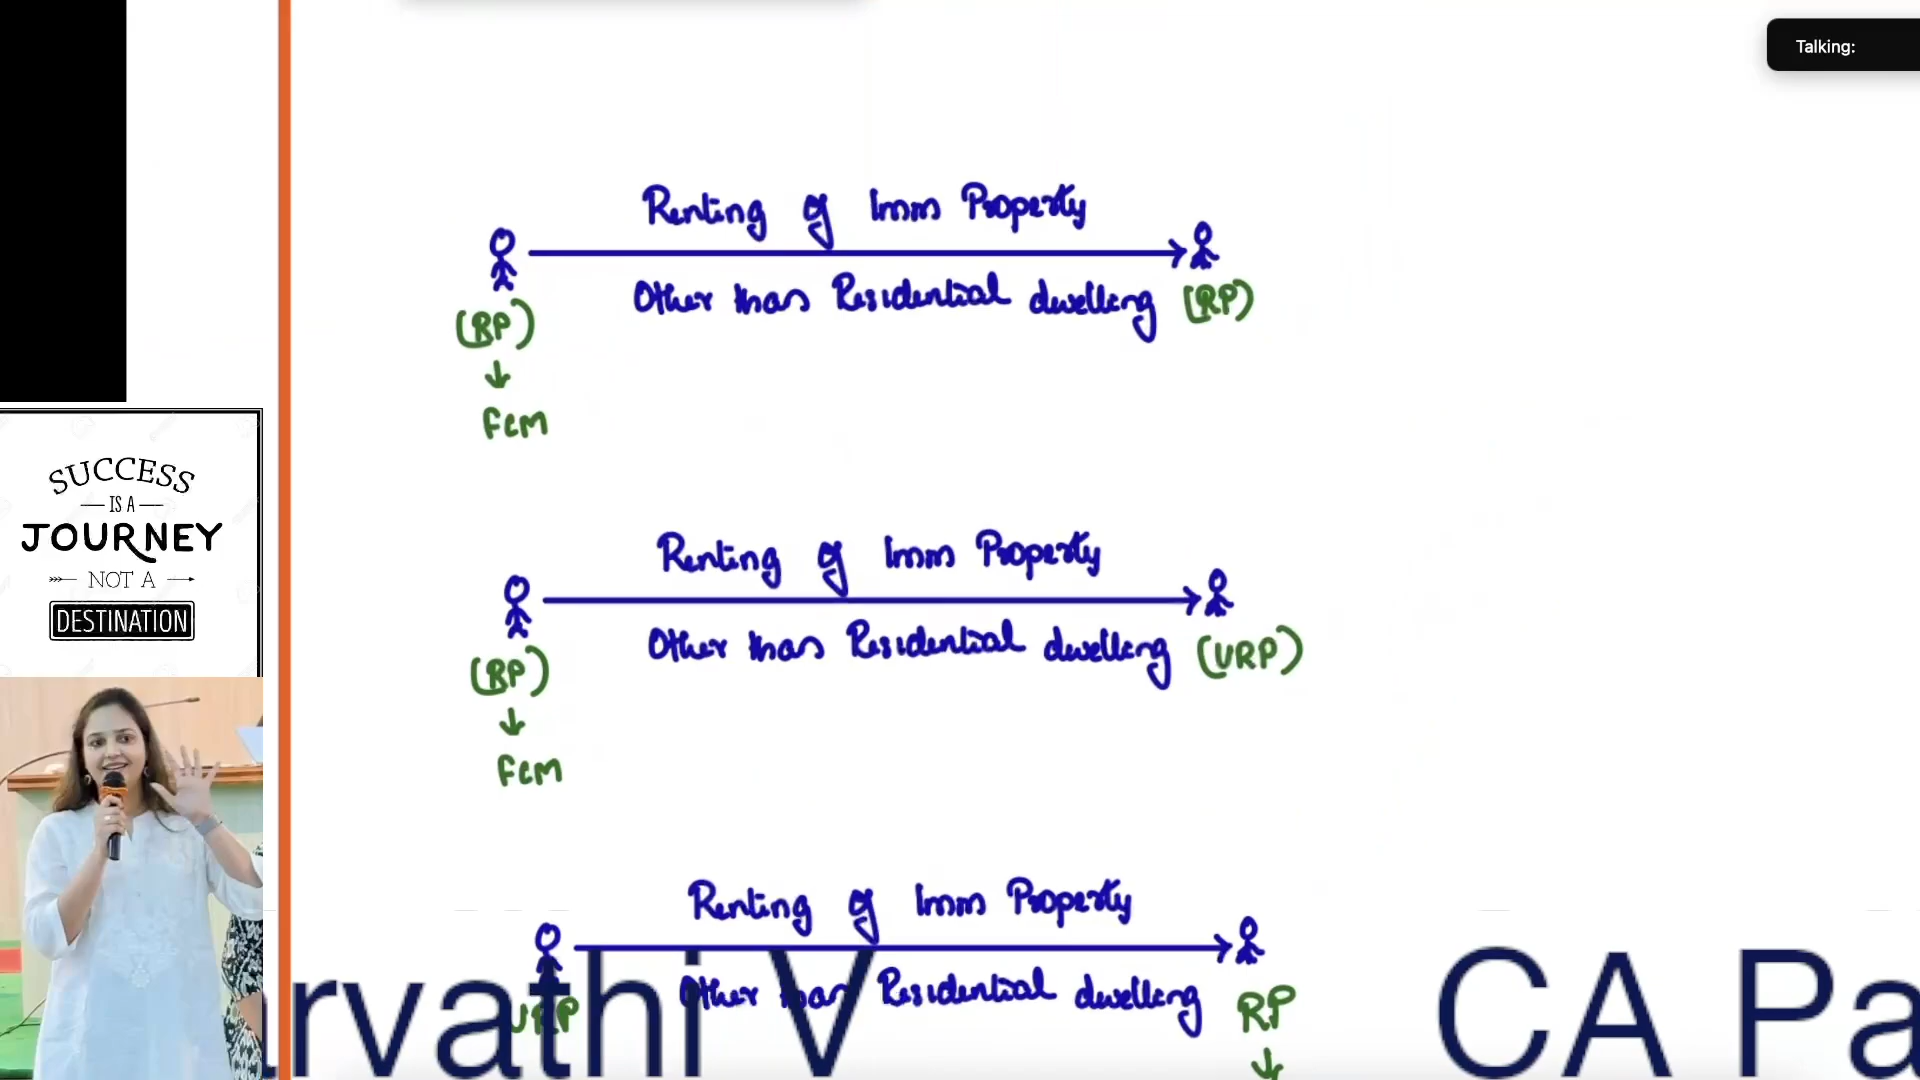 Talking:
Renting of Imm Property
Other than Residential dwelling
(RP)
(RP)
↓
FCM
SUCCESS
IS A
JOURNEY
NOT A
DESTINATION
Renting of Imm Property
Other than Residential dwelling
(RP)
(URP)
↓
FCM
Renting of Imm Property
Other than Residential dwelling
URP
RP
↓
arvathi V
CA Pa